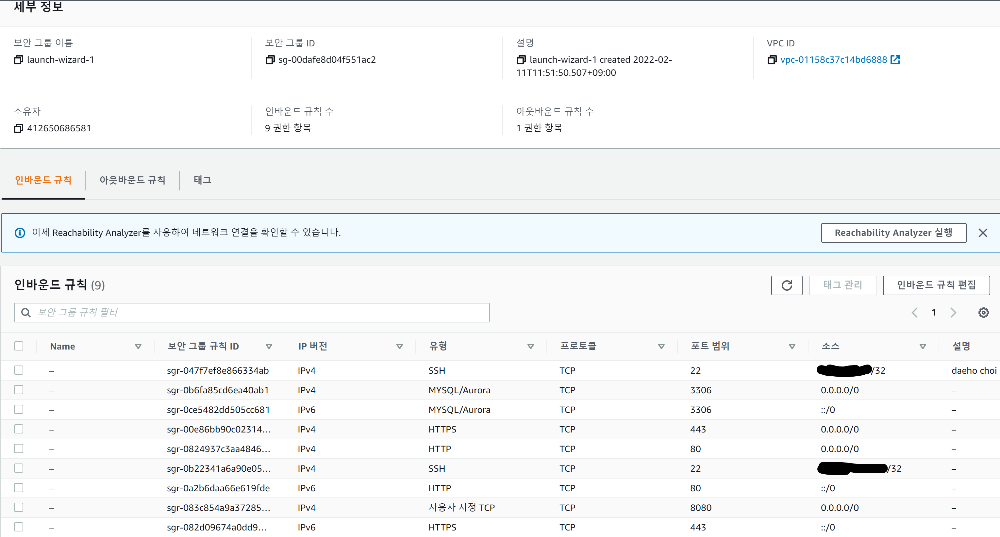 세부 정보
보안 그룹 이름
launch-wizard-1
보안 그룹 ID
sg-00dafe8d04f551ac2
설명
launch-wizard-1 created 2022-02-
11T11:51:50.507+09:00
VPC ID
vpc-01158c37c14bd6888
소유자
412650686581
인바운드 규칙 수
9 권한 항목
아웃바운드 규칙 수
1 권한 항목
인바운드 규칙 아웃바운드 규칙 태그
이제 Reachability Analyzer를 사용하여 네트워크 연결을 확인할 수 있습니다. Reachability Analyzer 실행
인바운드 규칙 (9) 태그 관리 인바운드 규칙 편집
보안 그룹 규칙 필터 1
Name 보안 그룹 규칙 ID IP 버전 유형 프로토콜 포트 범위 소스 설명
– sgr-047f7ef8e866334ab IPv4 SSH TCP 22 /32 daeho choi
– sgr-0b6fa85cd6ea40ab1 IPv4 MYSQL/Aurora TCP 3306 0.0.0.0/0 –
– sgr-0ce5482dd505cc681 IPv6 MYSQL/Aurora TCP 3306 ::/0 –
– sgr-00e86bb90c02314... IPv4 HTTPS TCP 443 0.0.0.0/0 –
– sgr-0824937c3aa4846... IPv4 HTTP TCP 80 0.0.0.0/0 –
– sgr-0b22341a6a90e05... IPv4 SSH TCP 22 /32 –
– sgr-0a2b6daa66e619fde IPv6 HTTP TCP 80 ::/0 –
– sgr-083c854a9a37285... IPv4 사용자 지정 TCP TCP 8080 0.0.0.0/0 –
– sgr-082d09674a0dd9... IPv6 HTTPS TCP 443 ::/0 –